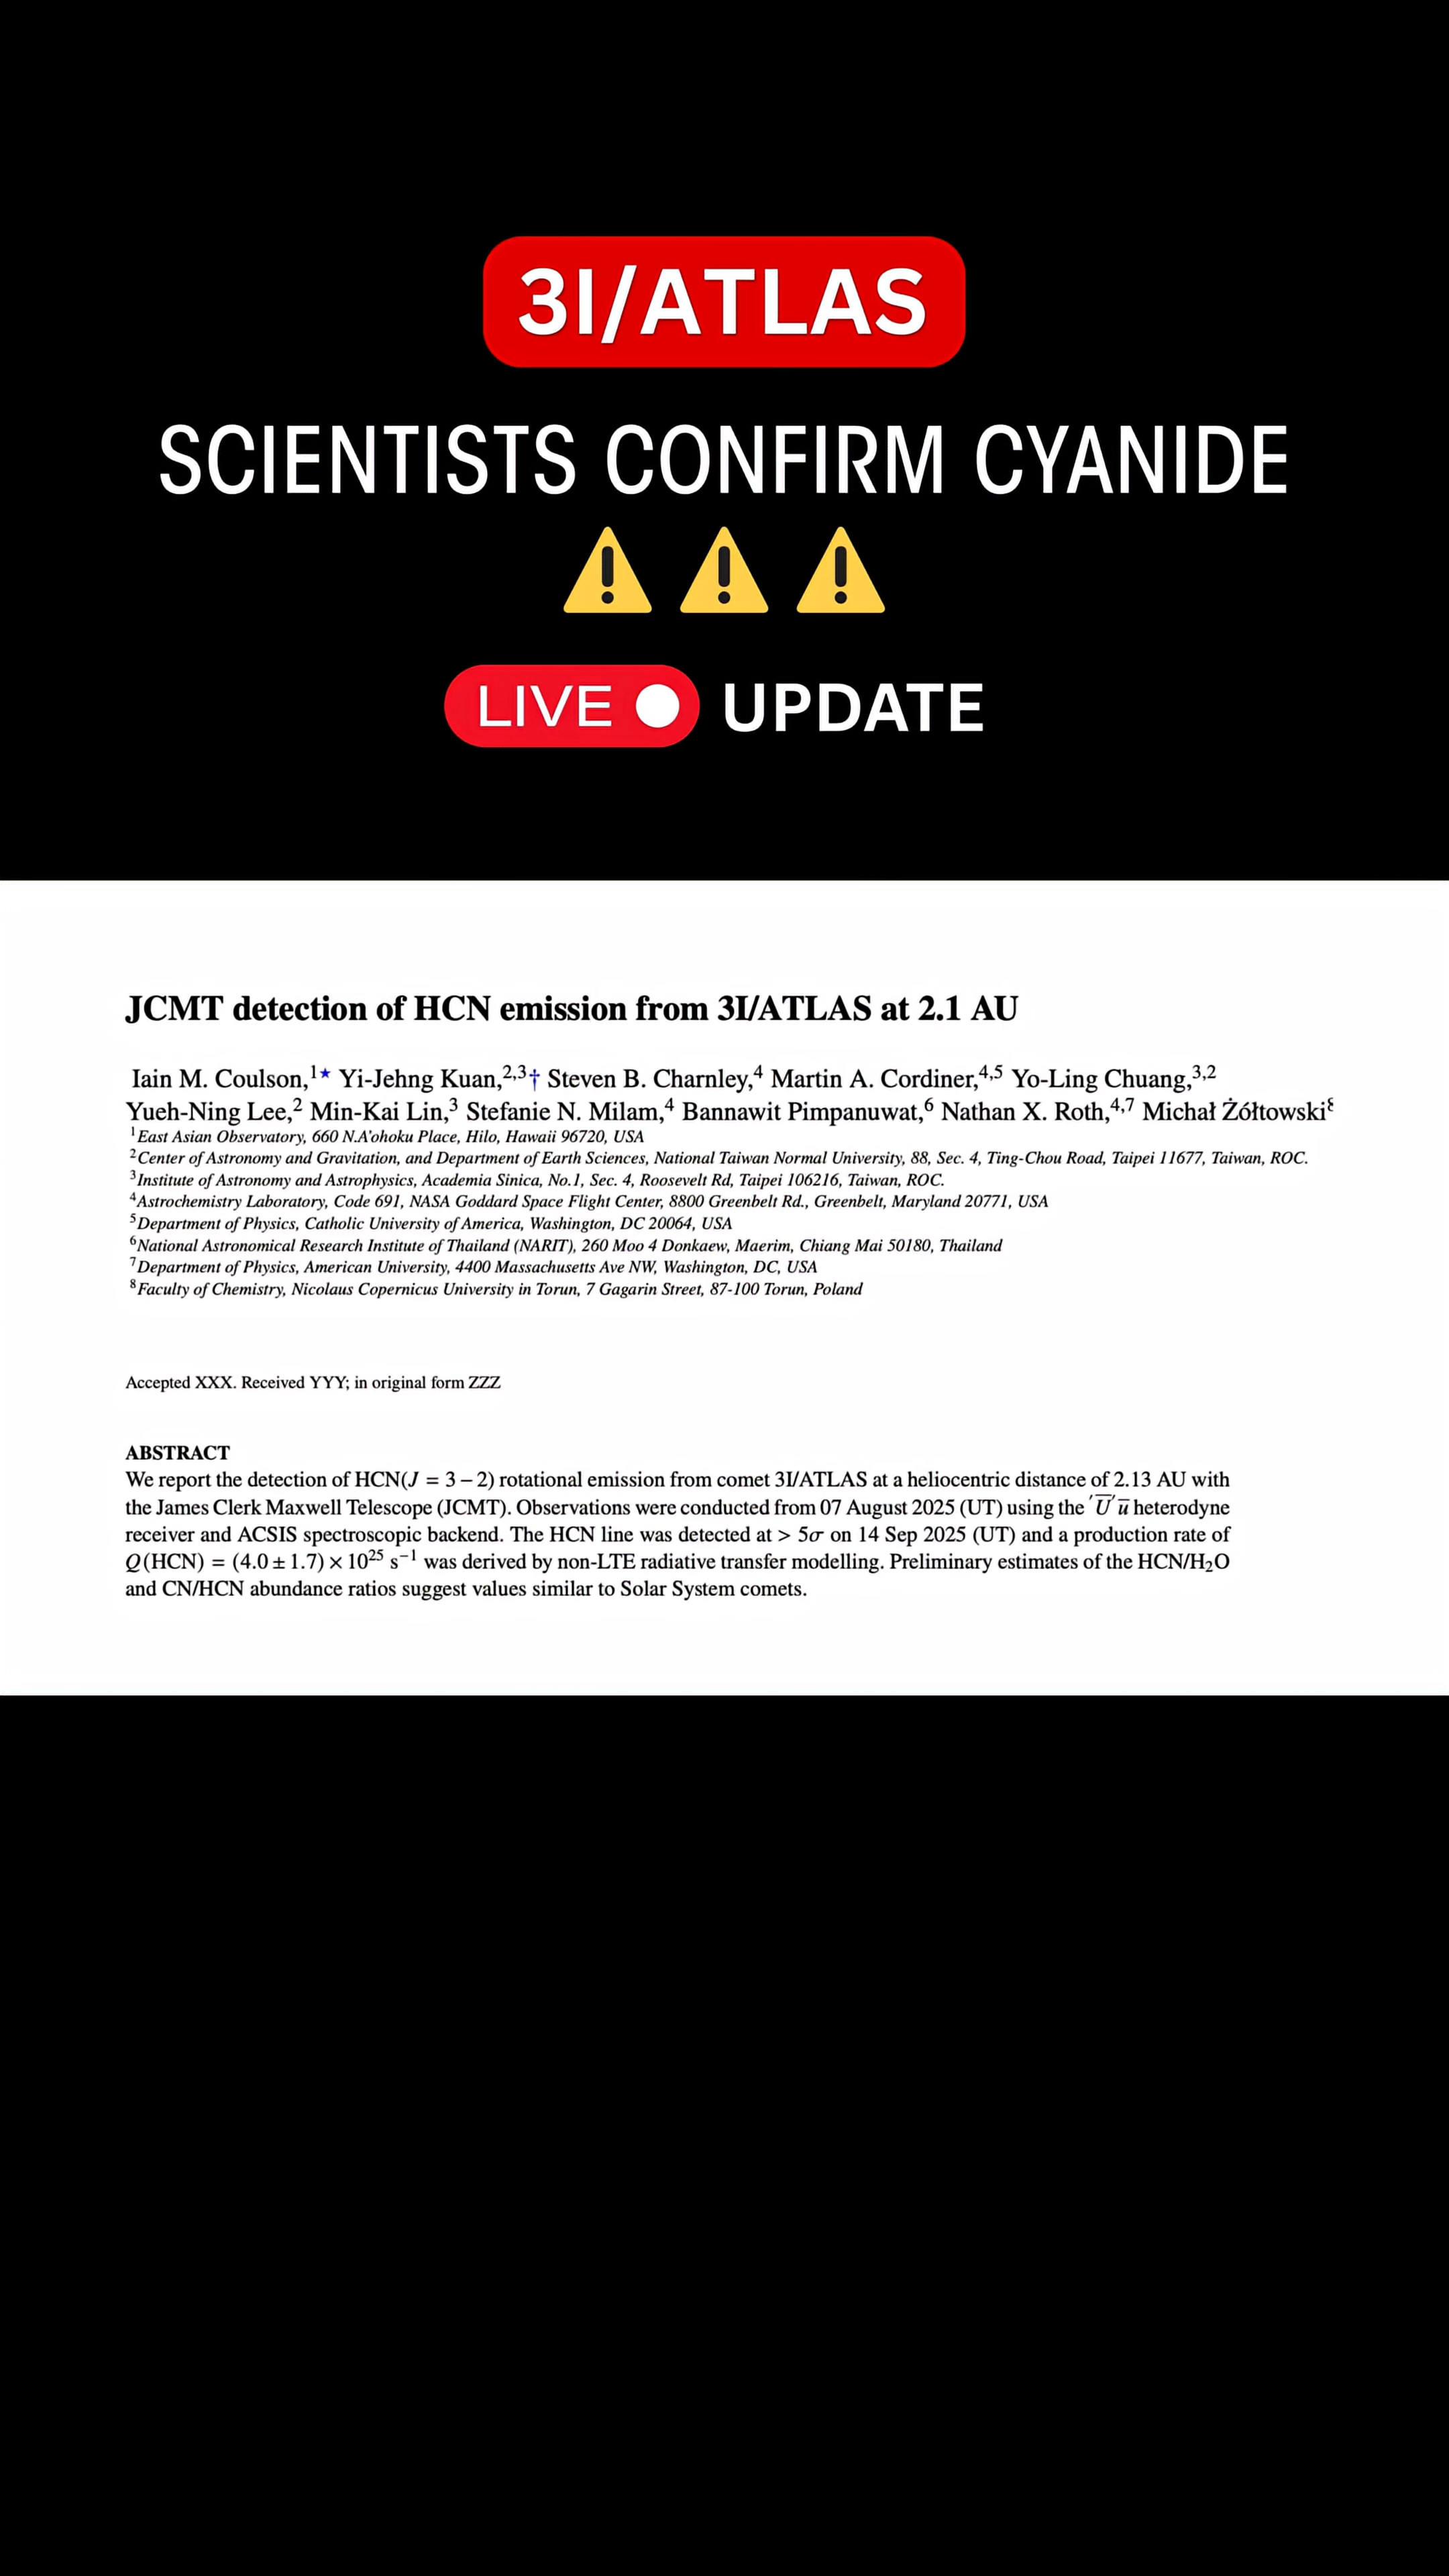 3I/ATLAS
SCIENTISTS CONFIRM CYANIDE
⚠️ ⚠️ ⚠️
LIVE UPDATE
JCMT detection of HCN emission from 3I/ATLAS at 2.1 AU
Iain M. Coulson,¹★ Yi-Jehng Kuan,²,³† Steven B. Charnley,⁴ Martin A. Cordiner,⁴,⁵ Yo-Ling Chuang,³,²
Yueh-Ning Lee,² Min-Kai Lin,³ Stefanie N. Milam,⁴ Bannawit Pimpanuwat,⁶ Nathan X. Roth,⁴,⁷ Michał Żółtowski⁸
¹East Asian Observatory, 660 N.A'ohoku Place, Hilo, Hawaii 96720, USA
²Center of Astronomy and Gravitation, and Department of Earth Sciences, National Taiwan Normal University, 88, Sec. 4, Ting-Chou Road, Taipei 11677, Taiwan, ROC.
³Institute of Astronomy and Astrophysics, Academia Sinica, No.1, Sec. 4, Roosevelt Rd, Taipei 106216, Taiwan, ROC.
⁴Astrochemistry Laboratory, Code 691, NASA Goddard Space Flight Center, 8800 Greenbelt Rd., Greenbelt, Maryland 20771, USA
⁵Department of Physics, Catholic University of America, Washington, DC 20064, USA
⁶National Astronomical Research Institute of Thailand (NARIT), 260 Moo 4 Donkaew, Maerim, Chiang Mai 50180, Thailand
⁷Department of Physics, American University, 4400 Massachusetts Ave NW, Washington, DC, USA
⁸Faculty of Chemistry, Nicolaus Copernicus University in Torun, 7 Gagarin Street, 87-100 Torun, Poland
Accepted XXX. Received YYY; in original form ZZZ
ABSTRACT
We report the detection of HCN(J = 3 – 2) rotational emission from comet 3I/ATLAS at a heliocentric distance of 2.13 AU with
the James Clerk Maxwell Telescope (JCMT). Observations were conducted from 07 August 2025 (UT) using the ʹU̅ʹu̅ heterodyne
receiver and ACSIS spectroscopic backend. The HCN line was detected at > 5σ on 14 Sep 2025 (UT) and a production rate of
Q(HCN) = (4.0 ± 1.7) × 10²⁵ s⁻¹ was derived by non-LTE radiative transfer modelling. Preliminary estimates of the HCN/H₂O
and CN/HCN abundance ratios suggest values similar to Solar System comets.